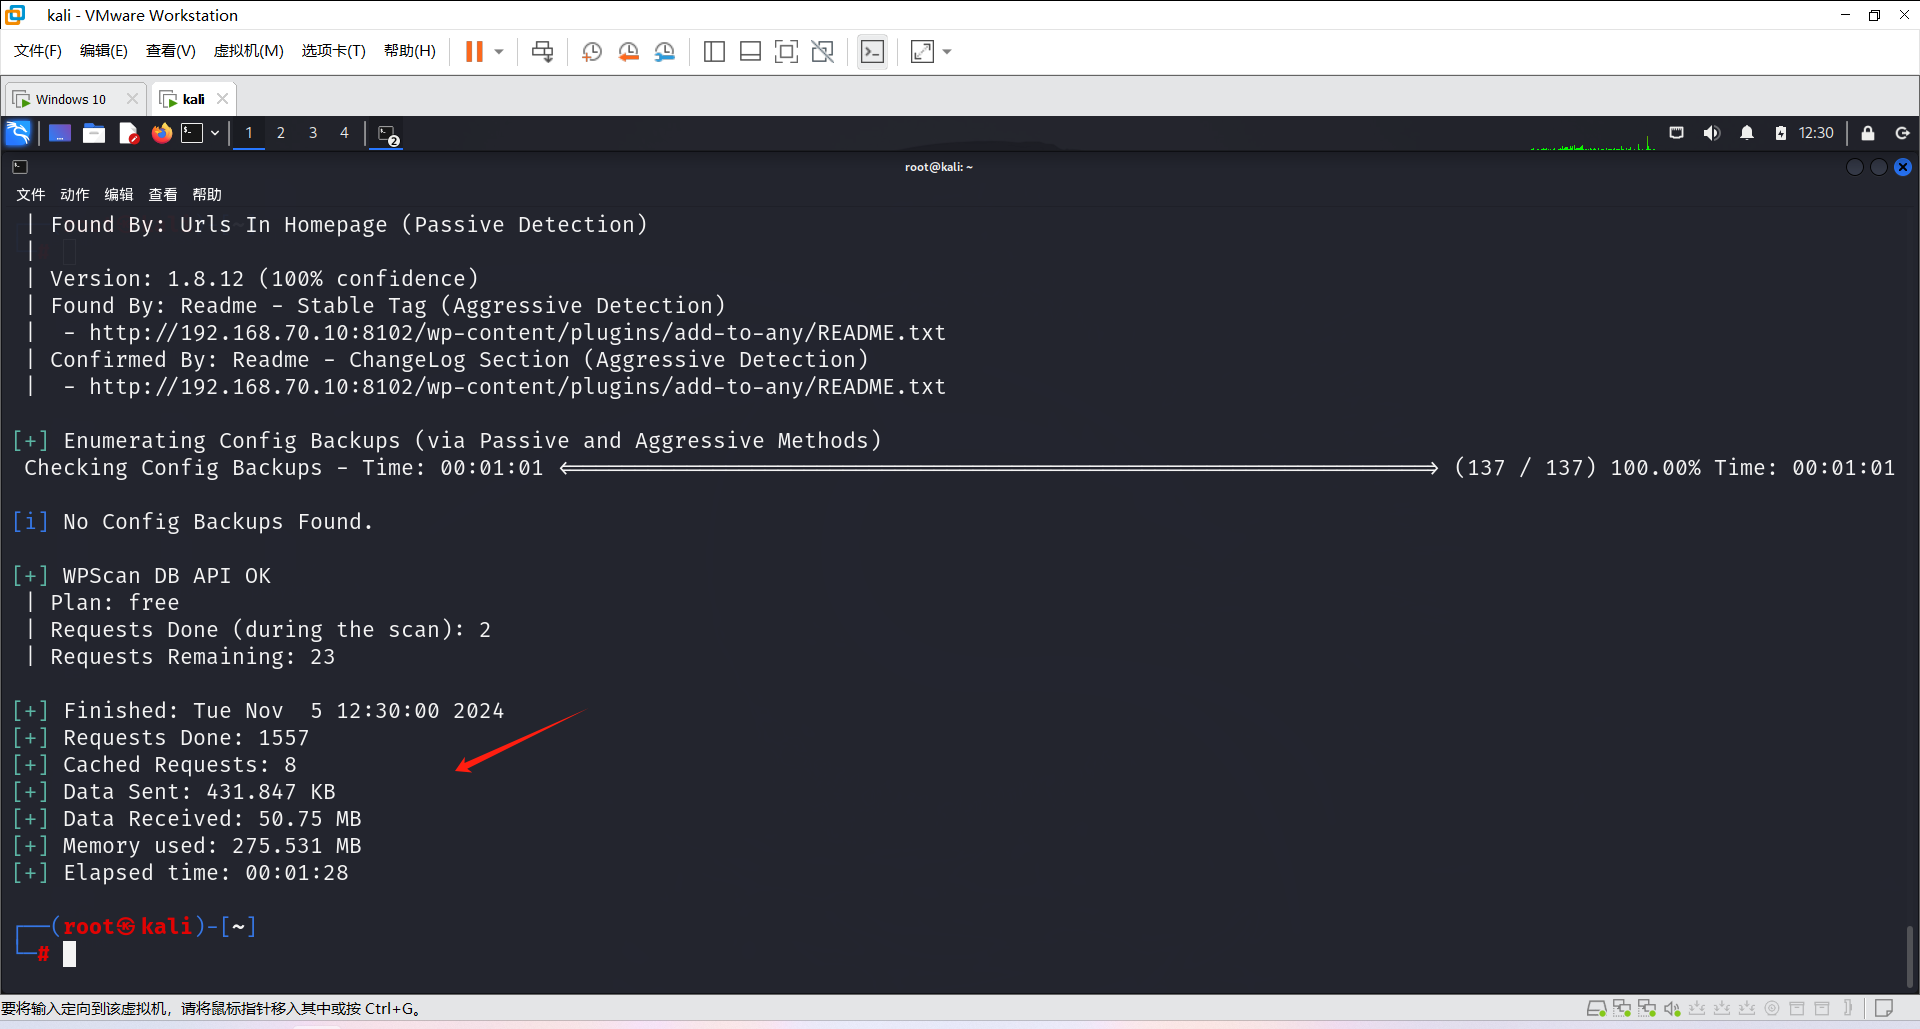 kali - VMware Workstation
文件(F) 编辑(E) 查看(V) 虚拟机(M) 选项卡(T) 帮助(H)
Windows 10 kali
1 2 3 4 2 12:30
root@kali: ~
文件 动作 编辑 查看 帮助
| Found By: Urls In Homepage (Passive Detection)
|
| Version: 1.8.12 (100% confidence)
| Found By: Readme - Stable Tag (Aggressive Detection)
|  - http://192.168.70.10:8102/wp-content/plugins/add-to-any/README.txt
| Confirmed By: Readme - ChangeLog Section (Aggressive Detection)
|  - http://192.168.70.10:8102/wp-content/plugins/add-to-any/README.txt
[+] Enumerating Config Backups (via Passive and Aggressive Methods)
Checking Config Backups - Time: 00:01:01 <==================================================================> (137 / 137) 100.00% Time: 00:01:01
[i] No Config Backups Found.
[+] WPScan DB API OK
| Plan: free
| Requests Done (during the scan): 2
| Requests Remaining: 23
[+] Finished: Tue Nov  5 12:30:00 2024
[+] Requests Done: 1557
[+] Cached Requests: 8
[+] Data Sent: 431.847 KB
[+] Data Received: 50.75 MB
[+] Memory used: 275.531 MB
[+] Elapsed time: 00:01:28
┌──(root㉿kali)-[~]
└─#
要将输入定向到该虚拟机，请将鼠标指针移入其中或按 Ctrl+G。